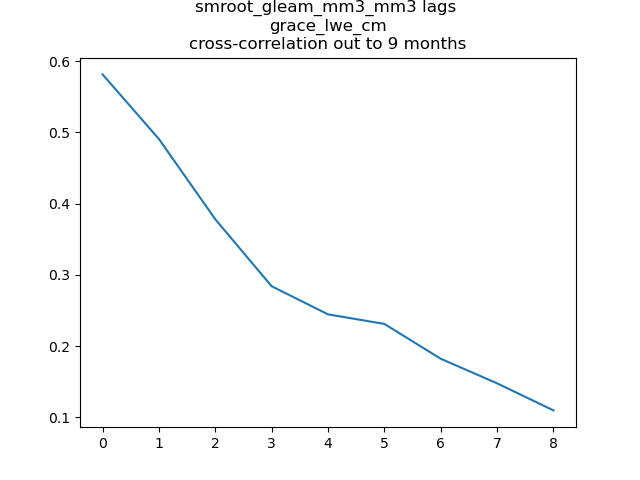 smroot_gleam_mm3_mm3 lags
grace_lwe_cm
cross-correlation out to 9 months
0.6
0.5
0.4
0.3
0.2
0.1
0 1 2 3 4 5 6 7 8